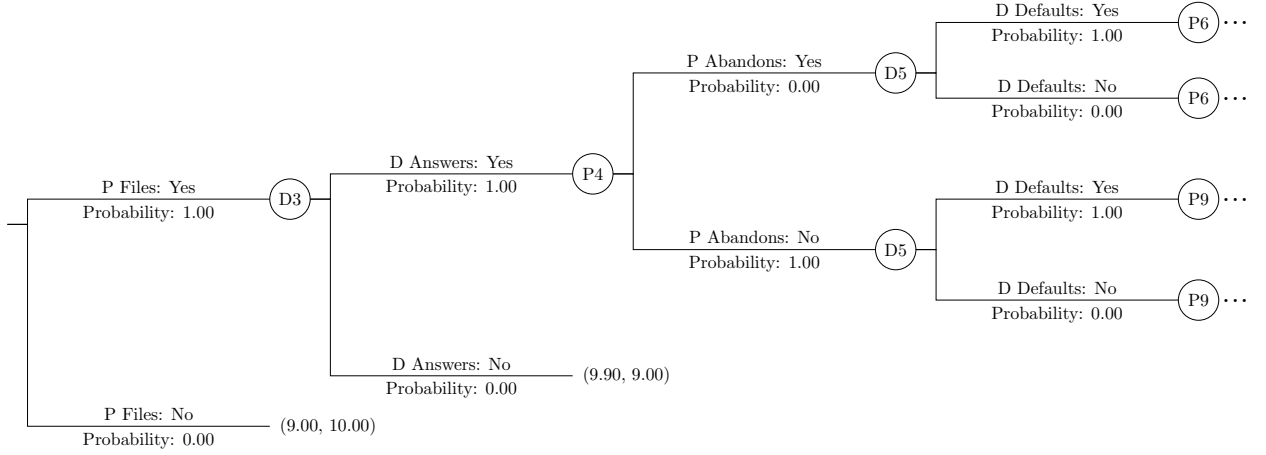 D Defaults: Yes
Probability: 1.00
P6 ...
P Abandons: Yes
Probability: 0.00
D5
D Defaults: No
Probability: 0.00
P6 ...
D Answers: Yes
Probability: 1.00
P4
P Files: Yes
Probability: 1.00
D3
D Defaults: Yes
Probability: 1.00
P9 ...
P Abandons: No
Probability: 1.00
D5
D Defaults: No
Probability: 0.00
P9 ...
D Answers: No
Probability: 0.00
(9.90, 9.00)
P Files: No
Probability: 0.00
(9.00, 10.00)